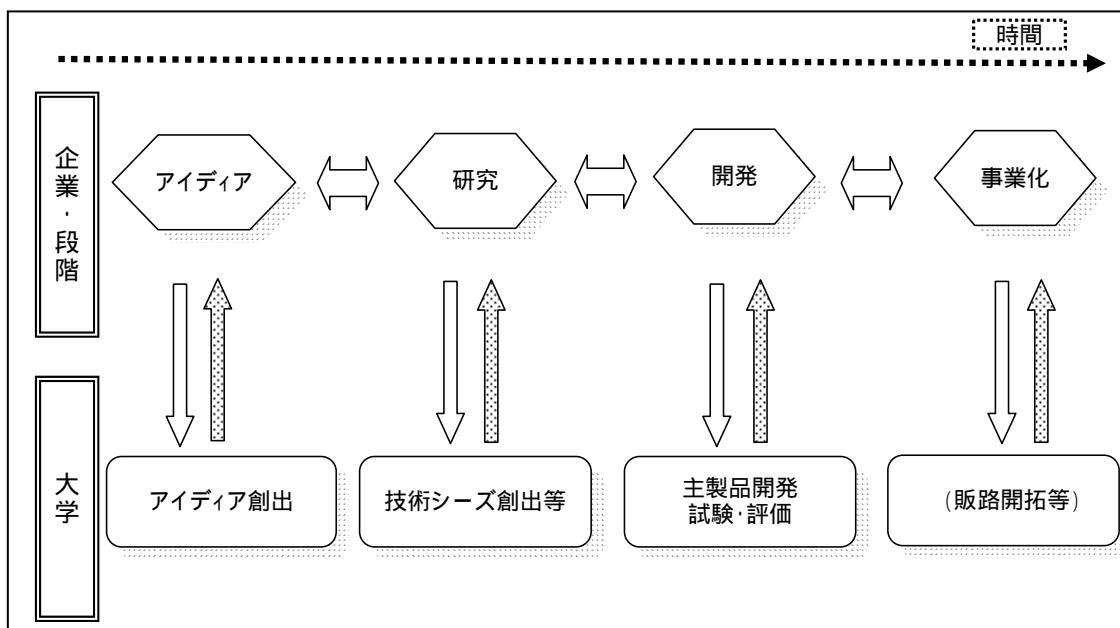 時間
企業・段階
アイディア
研究
開発
事業化
大学
アイディア創出
技術シーズ創出等
主製品開発
試験・評価
(販路開拓等)